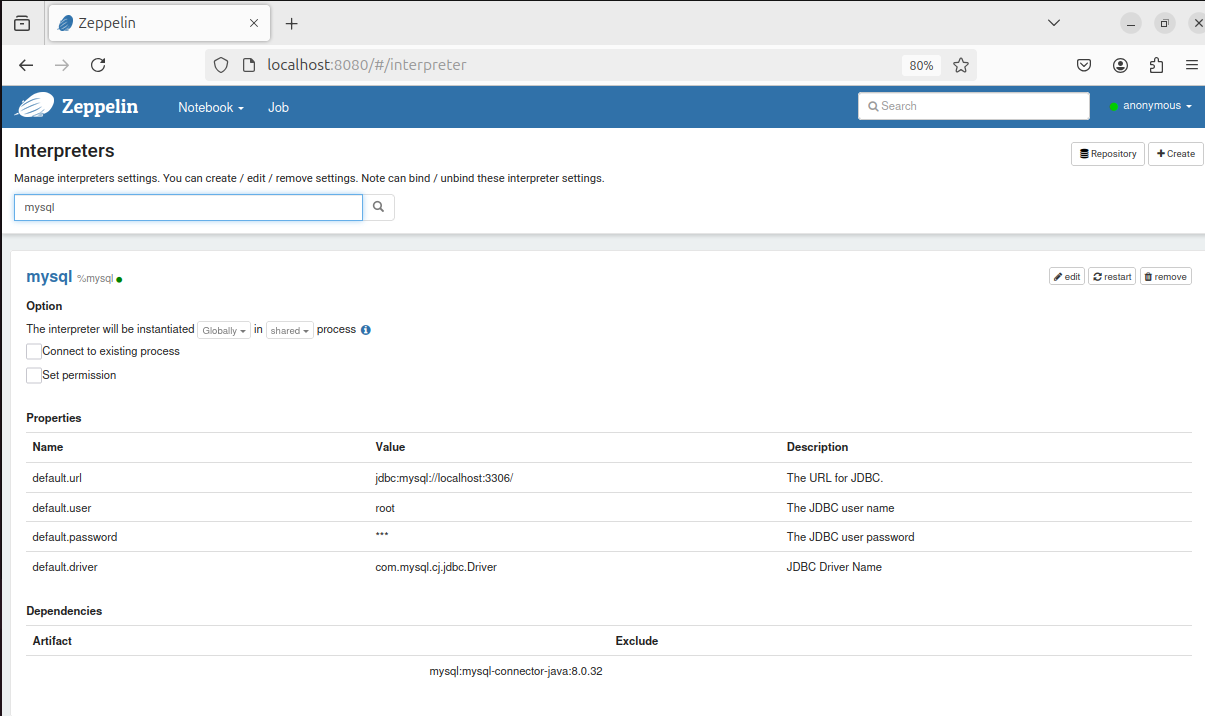 Zeppelin
localhost:8080/#/interpreter
80%
Zeppelin
Notebook
Job
Search
anonymous
Interpreters
Repository
Create
Manage interpreters settings. You can create / edit / remove settings. Note can bind / unbind these interpreter settings.
mysql
mysql %mysql
edit
restart
remove
Option
The interpreter will be instantiated Globally in shared process
Connect to existing process
Set permission
Properties
Name Value Description
default.url jdbc:mysql://localhost:3306/ The URL for JDBC.
default.user root The JDBC user name
default.password *** The JDBC user password
default.driver com.mysql.cj.jdbc.Driver JDBC Driver Name
Dependencies
Artifact Exclude
mysql:mysql-connector-java:8.0.32